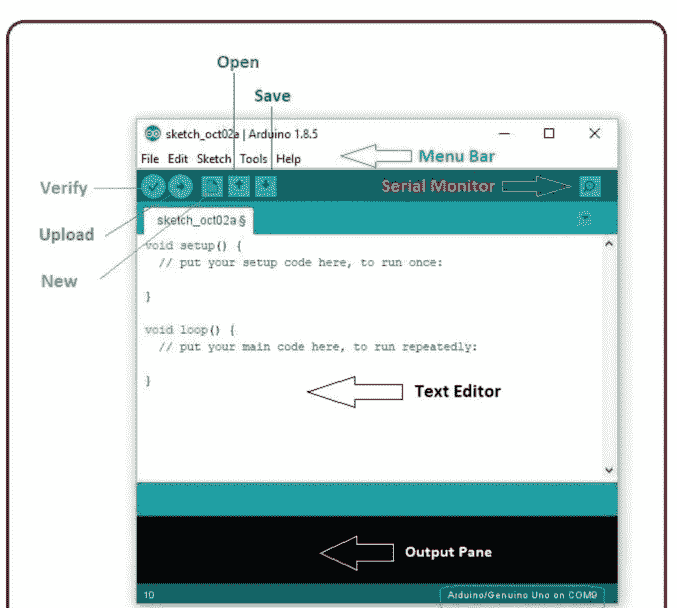 Open
Save
sketch_oct02a | Arduino 1.8.5
File Edit Sketch Tools Help
Menu Bar
Verify
Serial Monitor
Upload
sketch_oct02a §
New
void setup() {
// put your setup code here, to run once:
}
void loop() {
// put your main code here, to run repeatedly:
}
Text Editor
Output Pane
10
Arduino/Genuino Uno on COM9